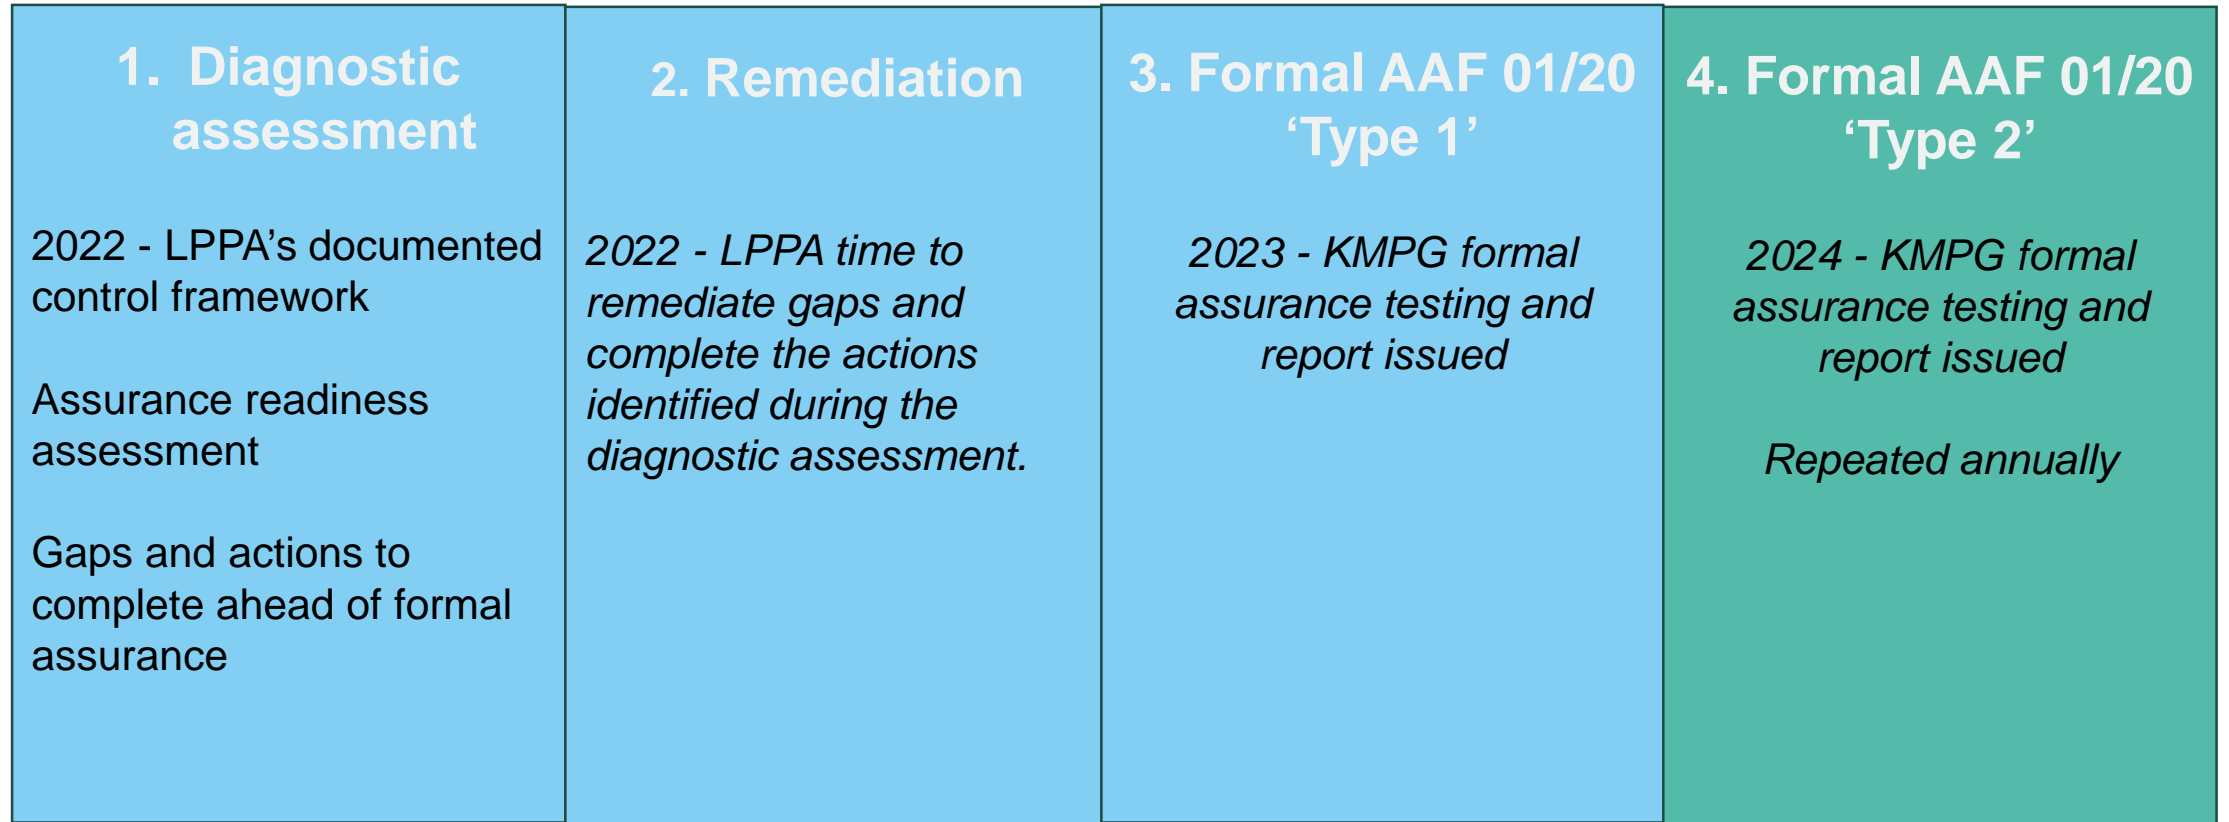 1. Diagnostic
assessment
2022 - LPPA’s documented
control framework
Assurance readiness
assessment
Gaps and actions to
complete ahead of formal
assurance
2. Remediation
2022 - LPPA time to
remediate gaps and
complete the actions
identified during the
diagnostic assessment.
3. Formal AAF 01/20
‘Type 1’
2023 - KMPG formal
assurance testing and
report issued
4. Formal AAF 01/20
‘Type 2’
2024 - KMPG formal
assurance testing and
report issued
Repeated annually